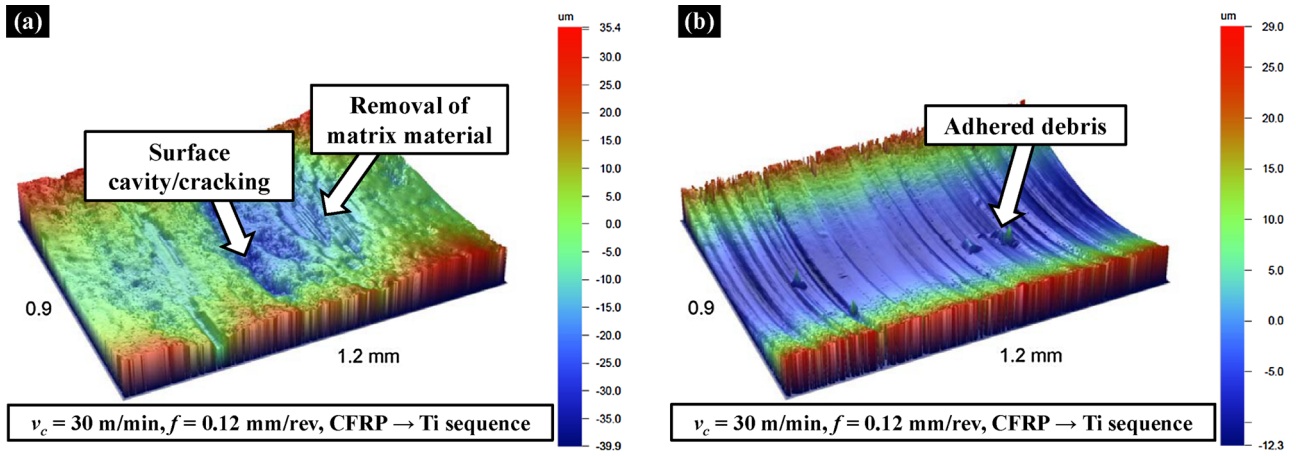 (a)
um
35.4
30.0
25.0
20.0
15.0
10.0
5.0
0.0
-5.0
-10.0
-15.0
-20.0
-25.0
-30.0
-35.0
-39.9
Surface
cavity/cracking
Removal of
matrix material
0.9
1.2 mm
v_c = 30 m/min, f = 0.12 mm/rev, CFRP → Ti sequence
(b)
um
29.0
25.0
20.0
15.0
10.0
5.0
0.0
-5.0
-12.3
Adhered debris
0.9
1.2 mm
v_c = 30 m/min, f = 0.12 mm/rev, CFRP → Ti sequence